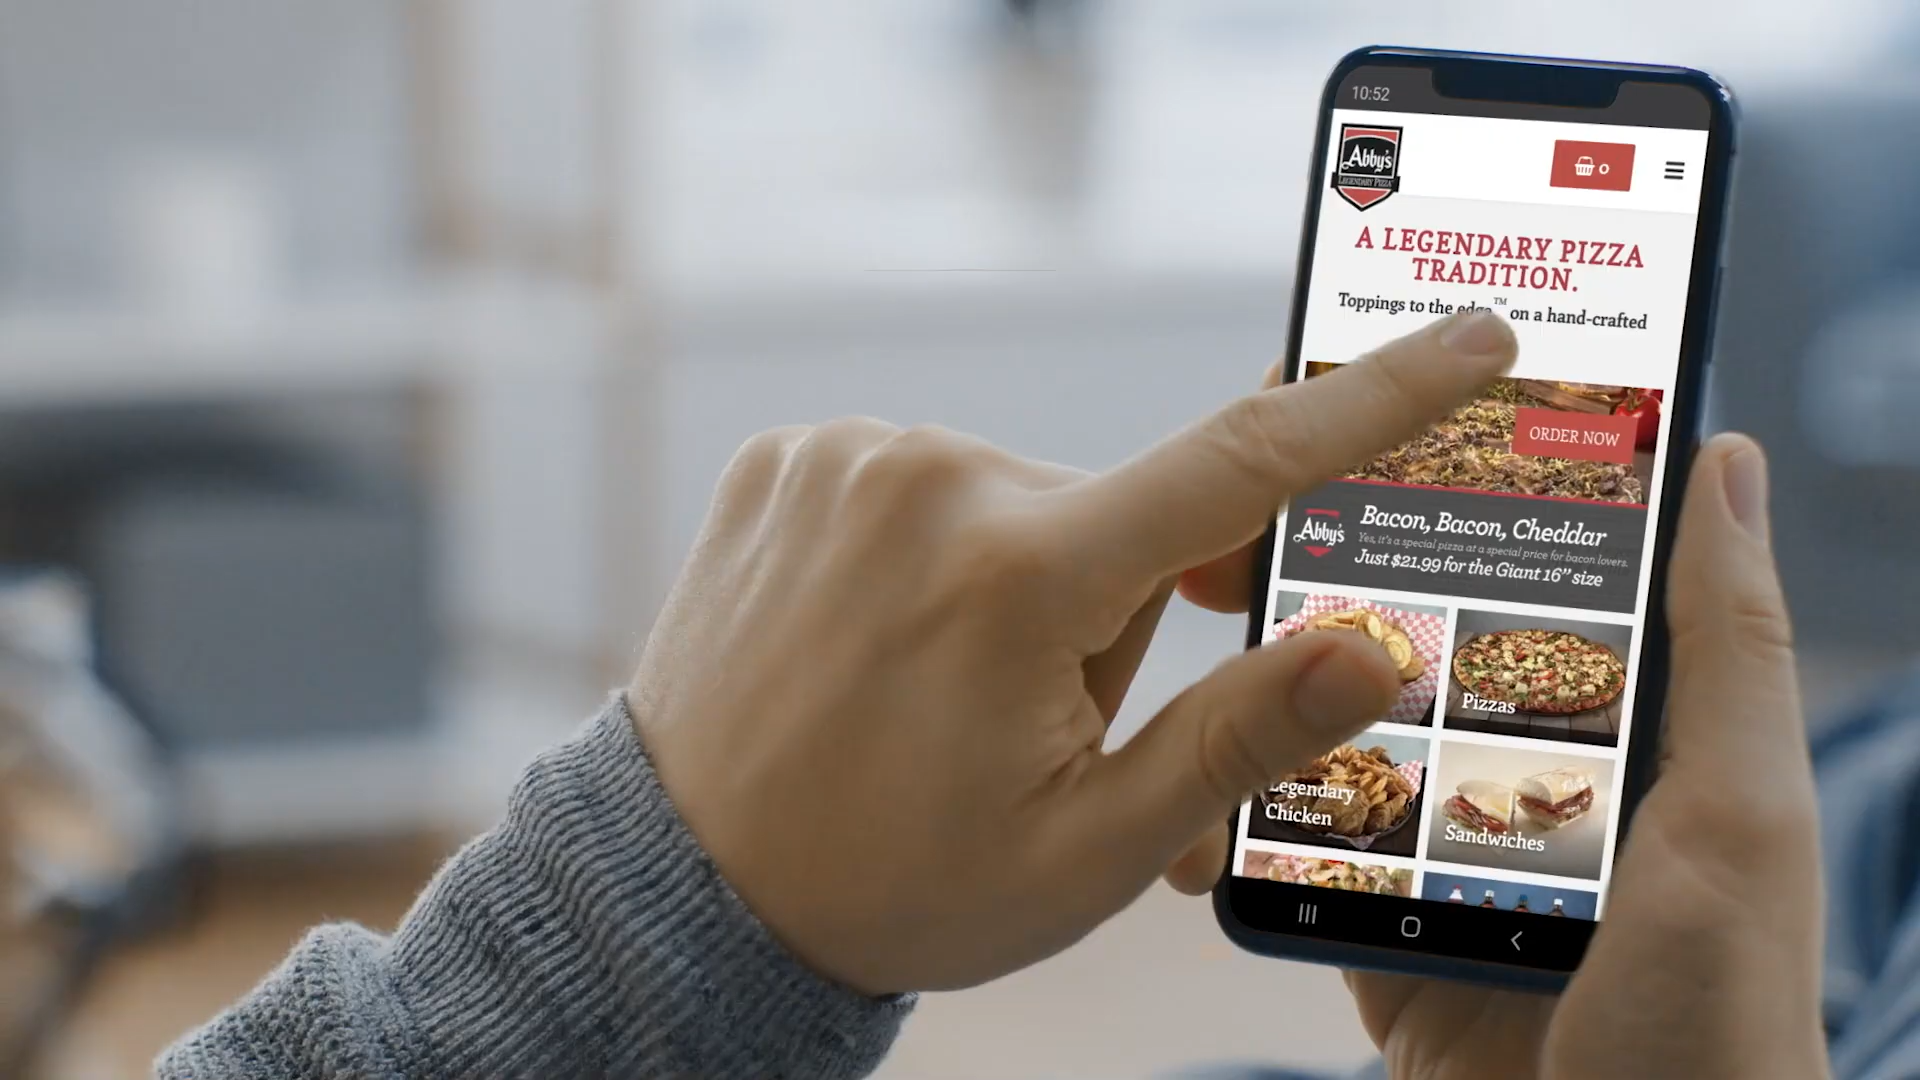 10:52
Abby's
LEGENDARY PIZZA
0
A LEGENDARY PIZZA
TRADITION.
Toppings to the edge™ on a hand-crafted
ORDER NOW
Abby's
Bacon, Bacon, Cheddar
Yes, it's a special pizza at a special price for bacon lovers.
Just $21.99 for the Giant 16" size
Pizzas
Legendary
Chicken
Sandwiches